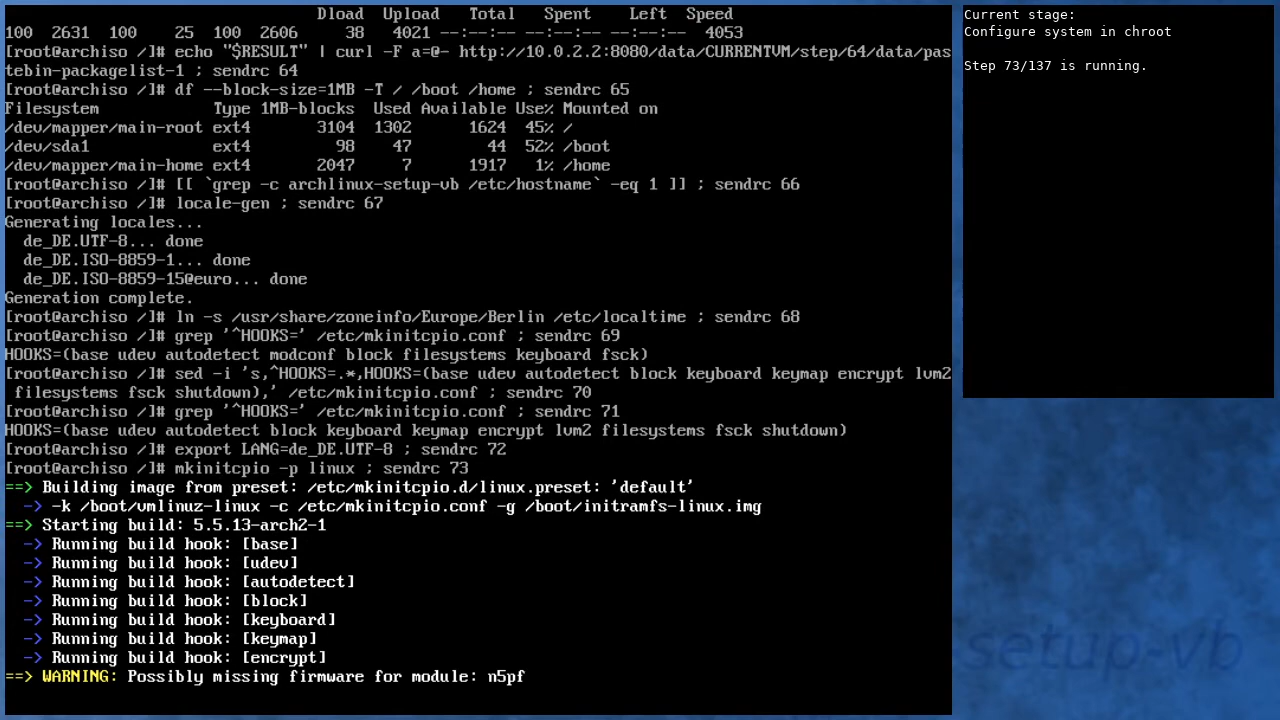 Dload  Upload   Total   Spent    Left  Speed
100  2631  100    25  100  2606     38   4021 --:--:-- --:--:-- --:--:--  4053
[root@archiso /]# echo "$RESULT" | curl -F a=@- http://10.0.2.2:8080/data/CURRENTVM/step/64/data/pas
tebin-packagelist-1 ; sendrc 64
[root@archiso /]# df --block-size=1MB -T / /boot /home ; sendrc 65
Filesystem            Type 1MB-blocks  Used Available Use% Mounted on
/dev/mapper/main-root ext4       3104  1302      1624  45% /
/dev/sda1             ext4         98    47        44  52% /boot
/dev/mapper/main-home ext4       2047     7      1917   1% /home
[root@archiso /]# [[ `grep -c archlinux-setup-vb /etc/hostname` -eq 1 ]] ; sendrc 66
[root@archiso /]# locale-gen ; sendrc 67
Generating locales...
  de_DE.UTF-8... done
  de_DE.ISO-8859-1... done
  de_DE.ISO-8859-15@euro... done
Generation complete.
[root@archiso /]# ln -s /usr/share/zoneinfo/Europe/Berlin /etc/localtime ; sendrc 68
[root@archiso /]# grep '^HOOKS=' /etc/mkinitcpio.conf ; sendrc 69
HOOKS=(base udev autodetect modconf block filesystems keyboard fsck)
[root@archiso /]# sed -i 's,^HOOKS=.*,HOOKS=(base udev autodetect block keyboard keymap encrypt lvm2
 filesystems fsck shutdown),' /etc/mkinitcpio.conf ; sendrc 70
[root@archiso /]# grep '^HOOKS=' /etc/mkinitcpio.conf ; sendrc 71
HOOKS=(base udev autodetect block keyboard keymap encrypt lvm2 filesystems fsck shutdown)
[root@archiso /]# export LANG=de_DE.UTF-8 ; sendrc 72
[root@archiso /]# mkinitcpio -p linux ; sendrc 73
==> Building image from preset: /etc/mkinitcpio.d/linux.preset: 'default'
  -> -k /boot/vmlinuz-linux -c /etc/mkinitcpio.conf -g /boot/initramfs-linux.img
==> Starting build: 5.5.13-arch2-1
  -> Running build hook: [base]
  -> Running build hook: [udev]
  -> Running build hook: [autodetect]
  -> Running build hook: [block]
  -> Running build hook: [keyboard]
  -> Running build hook: [keymap]
  -> Running build hook: [encrypt]
==> WARNING: Possibly missing firmware for module: n5pf
Current stage:
Configure system in chroot
Step 73/137 is running.
setup-vb